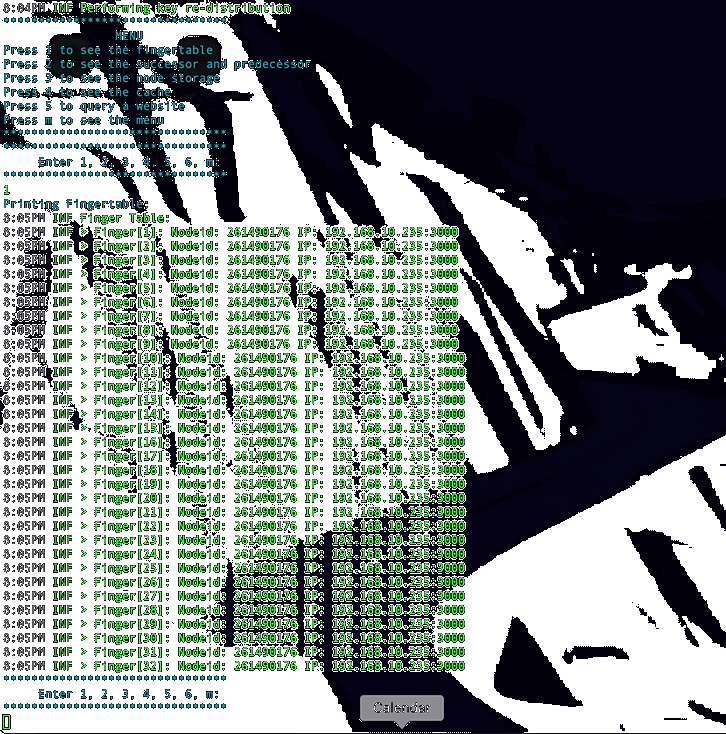 8:04PM INF Performing key re-distribution
********************************
MENU
Press 1 to see the fingertable
Press 2 to see the successor and predecessor
Press 3 to see the node storage
Press 4 to see the cache
Press 5 to query a website
Press m to see the menu
********************************
********************************
Enter 1, 2, 3, 4, 5, 6, m:
********************************
1
Printing Fingertable
8:05PM INF Finger Table:
8:05PM INF > Finger[1]: Nodeid: 261490176 IP: 192.168.10.235:3000
8:05PM INF > Finger[2]: Nodeid: 261490176 IP: 192.168.10.235:3000
8:05PM INF > Finger[3]: Nodeid: 261490176 IP: 192.168.10.235:3000
8:05PM INF > Finger[4]: Nodeid: 261490176 IP: 192.168.10.235:3000
8:05PM INF > Finger[5]: Nodeid: 261490176 IP: 192.168.10.235:3000
8:05PM INF > Finger[6]: Nodeid: 261490176 IP: 192.168.10.235:3000
8:05PM INF > Finger[7]: Nodeid: 261490176 IP: 192.168.10.235:3000
8:05PM INF > Finger[8]: Nodeid: 261490176 IP: 192.168.10.235:3000
8:05PM INF > Finger[9]: Nodeid: 261490176 IP: 192.168.10.235:3000
8:05PM INF > Finger[10]: Nodeid: 261490176 IP: 192.168.10.235:3000
8:05PM INF > Finger[11]: Nodeid: 261490176 IP: 192.168.10.235:3000
8:05PM INF > Finger[12]: Nodeid: 261490176 IP: 192.168.10.235:3000
8:05PM INF > Finger[13]: Nodeid: 261490176 IP: 192.168.10.235:3000
8:05PM INF > Finger[14]: Nodeid: 261490176 IP: 192.168.10.235:3000
8:05PM INF > Finger[15]: Nodeid: 261490176 IP: 192.168.10.235:3000
8:05PM INF > Finger[16]: Nodeid: 261490176 IP: 192.168.10.235:3000
8:05PM INF > Finger[17]: Nodeid: 261490176 IP: 192.168.10.235:3000
8:05PM INF > Finger[18]: Nodeid: 261490176 IP: 192.168.10.235:3000
8:05PM INF > Finger[19]: Nodeid: 261490176 IP: 192.168.10.235:3000
8:05PM INF > Finger[20]: Nodeid: 261490176 IP: 192.168.10.235:3000
8:05PM INF > Finger[21]: Nodeid: 261490176 IP: 192.168.10.235:3000
8:05PM INF > Finger[22]: Nodeid: 261490176 IP: 192.168.10.235:3000
8:05PM INF > Finger[23]: Nodeid: 261490176 IP: 192.168.10.235:3000
8:05PM INF > Finger[24]: Nodeid: 261490176 IP: 192.168.10.235:3000
8:05PM INF > Finger[25]: Nodeid: 261490176 IP: 192.168.10.235:3000
8:05PM INF > Finger[26]: Nodeid: 261490176 IP: 192.168.10.235:3000
8:05PM INF > Finger[27]: Nodeid: 261490176 IP: 192.168.10.235:3000
8:05PM INF > Finger[28]: Nodeid: 261490176 IP: 192.168.10.235:3000
8:05PM INF > Finger[29]: Nodeid: 261490176 IP: 192.168.10.235:3000
8:05PM INF > Finger[30]: Nodeid: 261490176 IP: 192.168.10.235:3000
8:05PM INF > Finger[31]: Nodeid: 261490176 IP: 192.168.10.235:3000
8:05PM INF > Finger[32]: Nodeid: 261490176 IP: 192.168.10.235:3000
********************************
Enter 1, 2, 3, 4, 5, 6, m:
********************************
Calendar